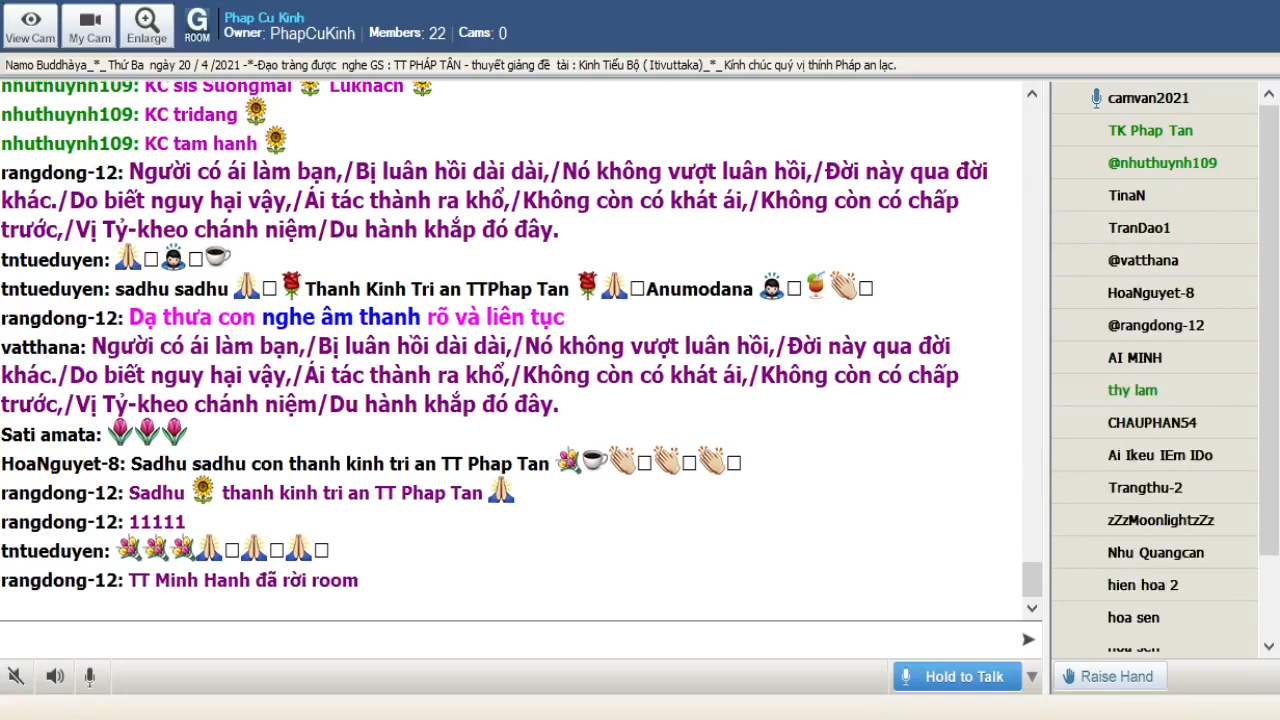 View Cam
My Cam
Enlarge
G
ROOM
Phap Cu Kinh
Owner: PhapCuKinh Members: 22 Cams: 0
Namo Buddhàya_*_ Thứ Ba ngày 20 / 4 /2021 -*-Đạo tràng được nghe GS : TT PHÁP TÂN - thuyết giảng đề tài : Kinh Tiểu Bộ ( Itivuttaka)_*_Kính chúc quý vị thính Pháp an lạc.
nhuthuynh109: KC sis Suongmai 🌻 Lukhach 🌻
nhuthuynh109: KC tridang 🌻
nhuthuynh109: KC tam hanh 🌻
rangdong-12: Người có ái làm bạn,/Bị luân hồi dài dài,/Nó không vượt luân hồi,/Đời này qua đời
khác./Do biết nguy hại vậy,/Ái tác thành ra khổ,/Không còn có khát ái,/Không còn có chấp
trước,/Vị Tỷ-kheo chánh niệm/Du hành khắp đó đây.
tntueduyen:
tntueduyen: sadhu sadhu 🙏 🌹Thanh Kinh Tri an TTPhap Tan 🌹🙏 Anumodana
rangdong-12: Dạ thưa con nghe âm thanh rõ và liên tục
vatthana: Người có ái làm bạn,/Bị luân hồi dài dài,/Nó không vượt luân hồi,/Đời này qua đời
khác./Do biết nguy hại vậy,/Ái tác thành ra khổ,/Không còn có khát ái,/Không còn có chấp
trước,/Vị Tỷ-kheo chánh niệm/Du hành khắp đó đây.
Sati amata:
HoaNguyet-8: Sadhu sadhu con thanh kinh tri an TT Phap Tan
rangdong-12: Sadhu 🌻 thanh kinh tri an TT Phap Tan 🙏
rangdong-12: 11111
tntueduyen:
rangdong-12: TT Minh Hanh đã rời room
Hold to Talk
camvan2021
TK Phap Tan
@nhuthuynh109
TinaN
TranDao1
@vatthana
HoaNguyet-8
@rangdong-12
AI MINH
thy lam
CHAUPHAN54
Ai Ikeu IEm IDo
Trangthu-2
zZzMoonlightzZz
Nhu Quangcan
hien hoa 2
hoa sen
Raise Hand